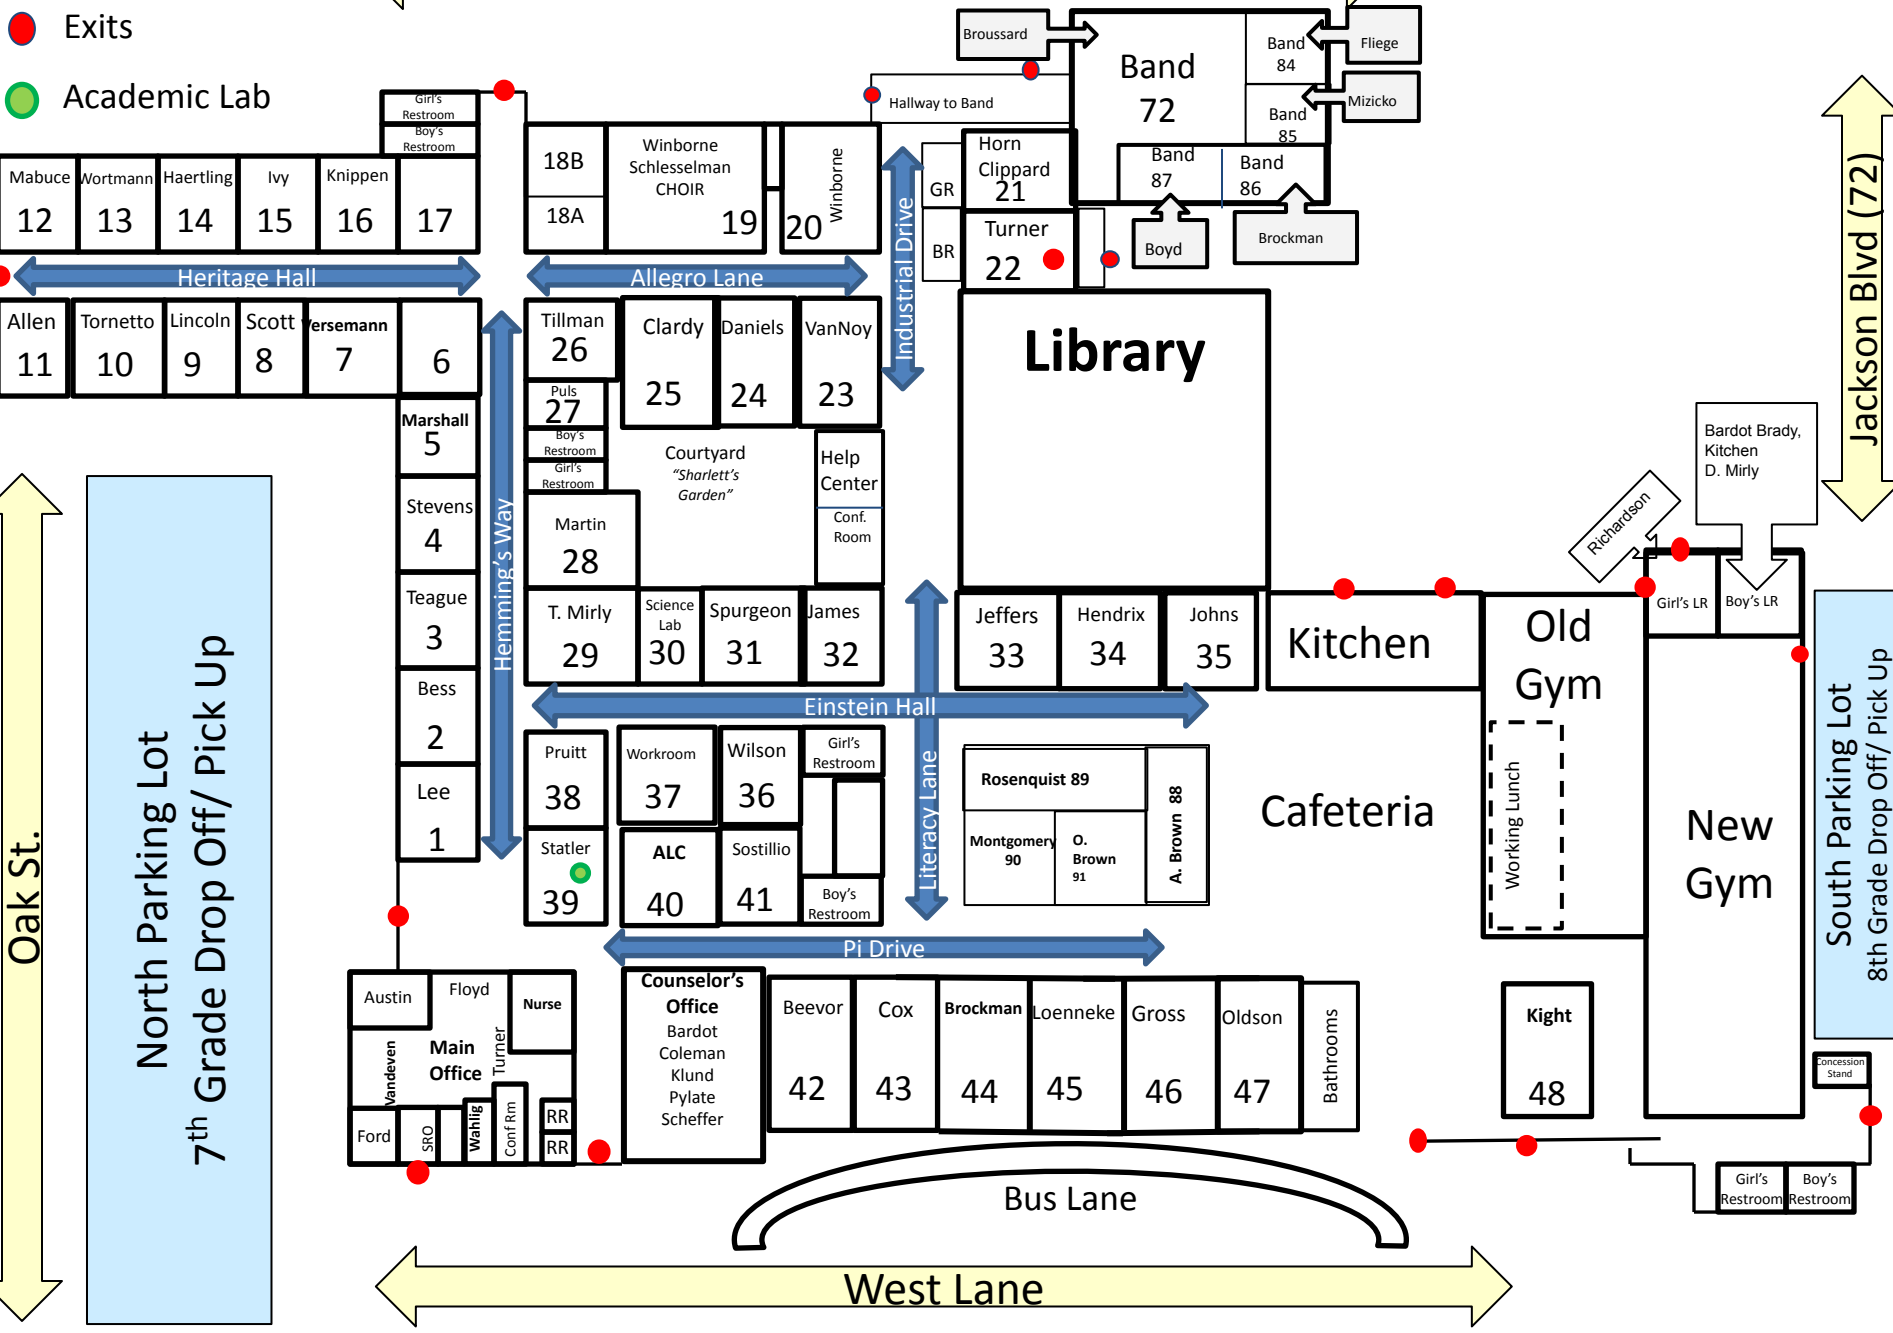 Exits
Academic Lab
Broussard
Band
72
Band
84
Fliege
Band
85
Mizicko
Hallway to Band
Band
87
Band
86
Boyd
Brockman
Girl's
Restroom
Boy's
Restroom
Mabuce
12
Wortmann
13
Haertling
14
Ivy
15
Knippen
16
17
18B
18A
Winborne
Schlesselman
CHOIR
19
20
Winborne
GR
BR
Horn
Clippard
21
Turner
22
Industrial Drive
Jackson Blvd (72)
Heritage Hall
Allegro Lane
Allen
11
Tornetto
10
Lincoln
9
Scott
8
Versemann
7
6
Tillman
26
Clardy
25
Daniels
24
VanNoy
23
Library
Marshall
5
Puls
27
Boy's
Restroom
Girl's
Restroom
Courtyard
"Sharlett's
Garden"
Help
Center
Conf.
Room
Bardot Brady,
Kitchen
D. Mirly
Richardson
Stevens
4
Hemming's Way
Martin
28
Teague
3
T. Mirly
29
Science
Lab
30
Spurgeon
31
James
32
Jeffers
33
Hendrix
34
Johns
35
Kitchen
Old
Gym
Girl's LR
Boy's LR
Bess
2
Einstein Hall
Lee
1
Pruitt
38
Workroom
37
Wilson
36
Girl's
Restroom
Literacy Lane
Rosenquist 89
Montgomery
90
O.
Brown
91
A. Brown 88
Cafeteria
Working Lunch
New
Gym
South Parking Lot
8th Grade Drop Off/ Pick Up
Oak St.
North Parking Lot
7th Grade Drop Off/ Pick Up
Statler
39
ALC
40
Sostillio
41
Boy's
Restroom
Pi Drive
Austin
Floyd
Nurse
Vandeven
Main
Office
Turner
Ford
SRO
Wahlig
Conf Rm
RR
RR
Counselor's
Office
Bardot
Coleman
Klund
Pylate
Scheffer
Beevor
42
Cox
43
Brockman
44
Loenneke
45
Gross
46
Oldson
47
Bathrooms
Kight
48
Concession
Stand
Girl's
Restroom
Boy's
Restroom
Bus Lane
West Lane